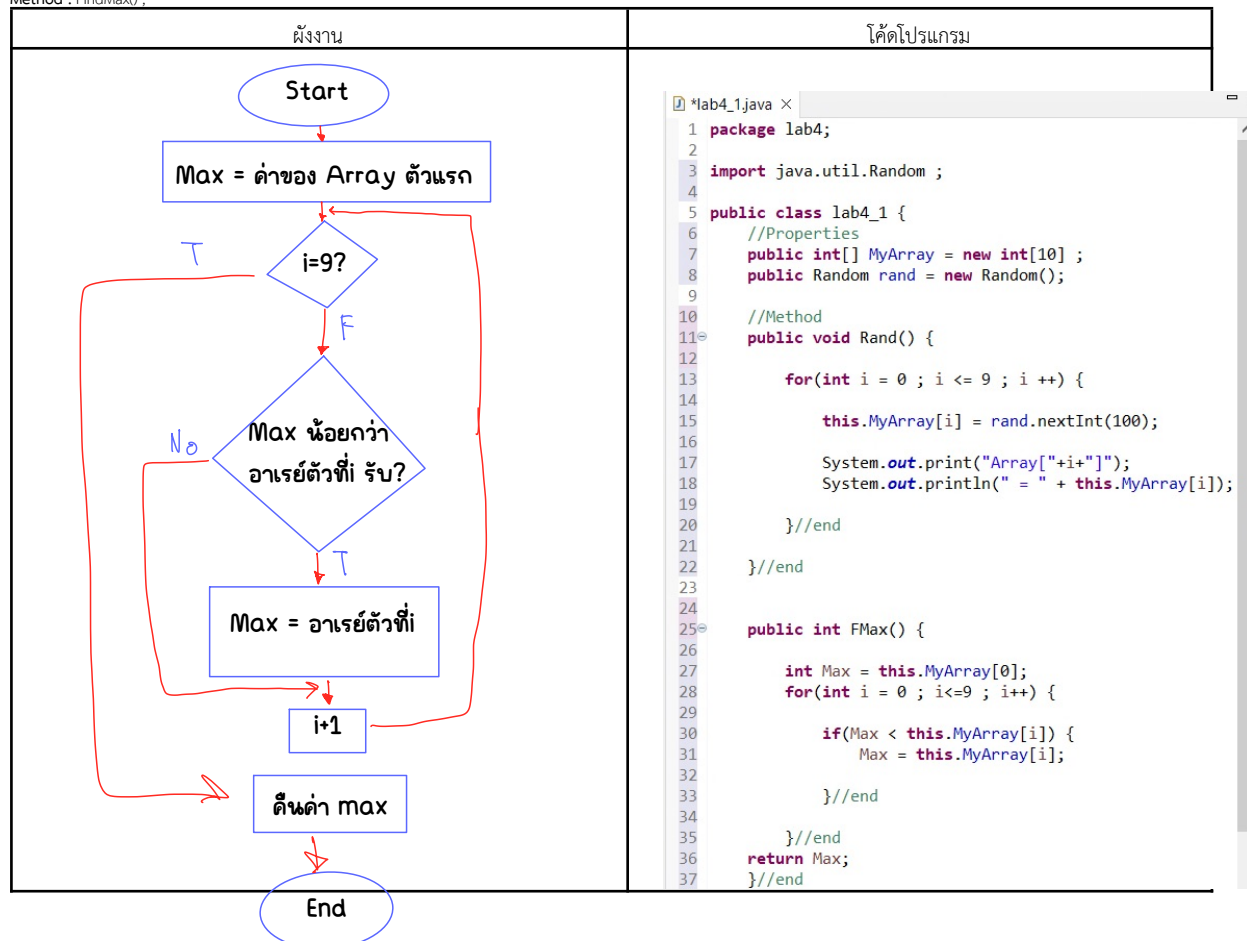 Method : FindMax() ;
ผังงาน
โค้ดโปรแกรม
Start
Max = ค่าของ Array ตัวแรก
i=9?
T
F
Max น้อยกว่า
อาเรย์ตัวที่i รับ?
No
T
Max = อาเรย์ตัวที่i
i+1
คืนค่า max
End
*lab4_1.java ×
1 package lab4;
2
3 import java.util.Random ;
4
5 public class lab4_1 {
6 //Properties
7 public int[] MyArray = new int[10] ;
8 public Random rand = new Random();
9
10 //Method
11 public void Rand() {
12
13 for(int i = 0 ; i <= 9 ; i ++) {
14
15 this.MyArray[i] = rand.nextInt(100);
16
17 System.out.print("Array["+i+"]");
18 System.out.println(" = " + this.MyArray[i]);
19
20 }//end
21
22 }//end
23
24
25 public int FMax() {
26
27 int Max = this.MyArray[0];
28 for(int i = 0 ; i<=9 ; i++) {
29
30 if(Max < this.MyArray[i]) {
31 Max = this.MyArray[i];
32
33 }//end
34
35 }//end
36 return Max;
37 }//end